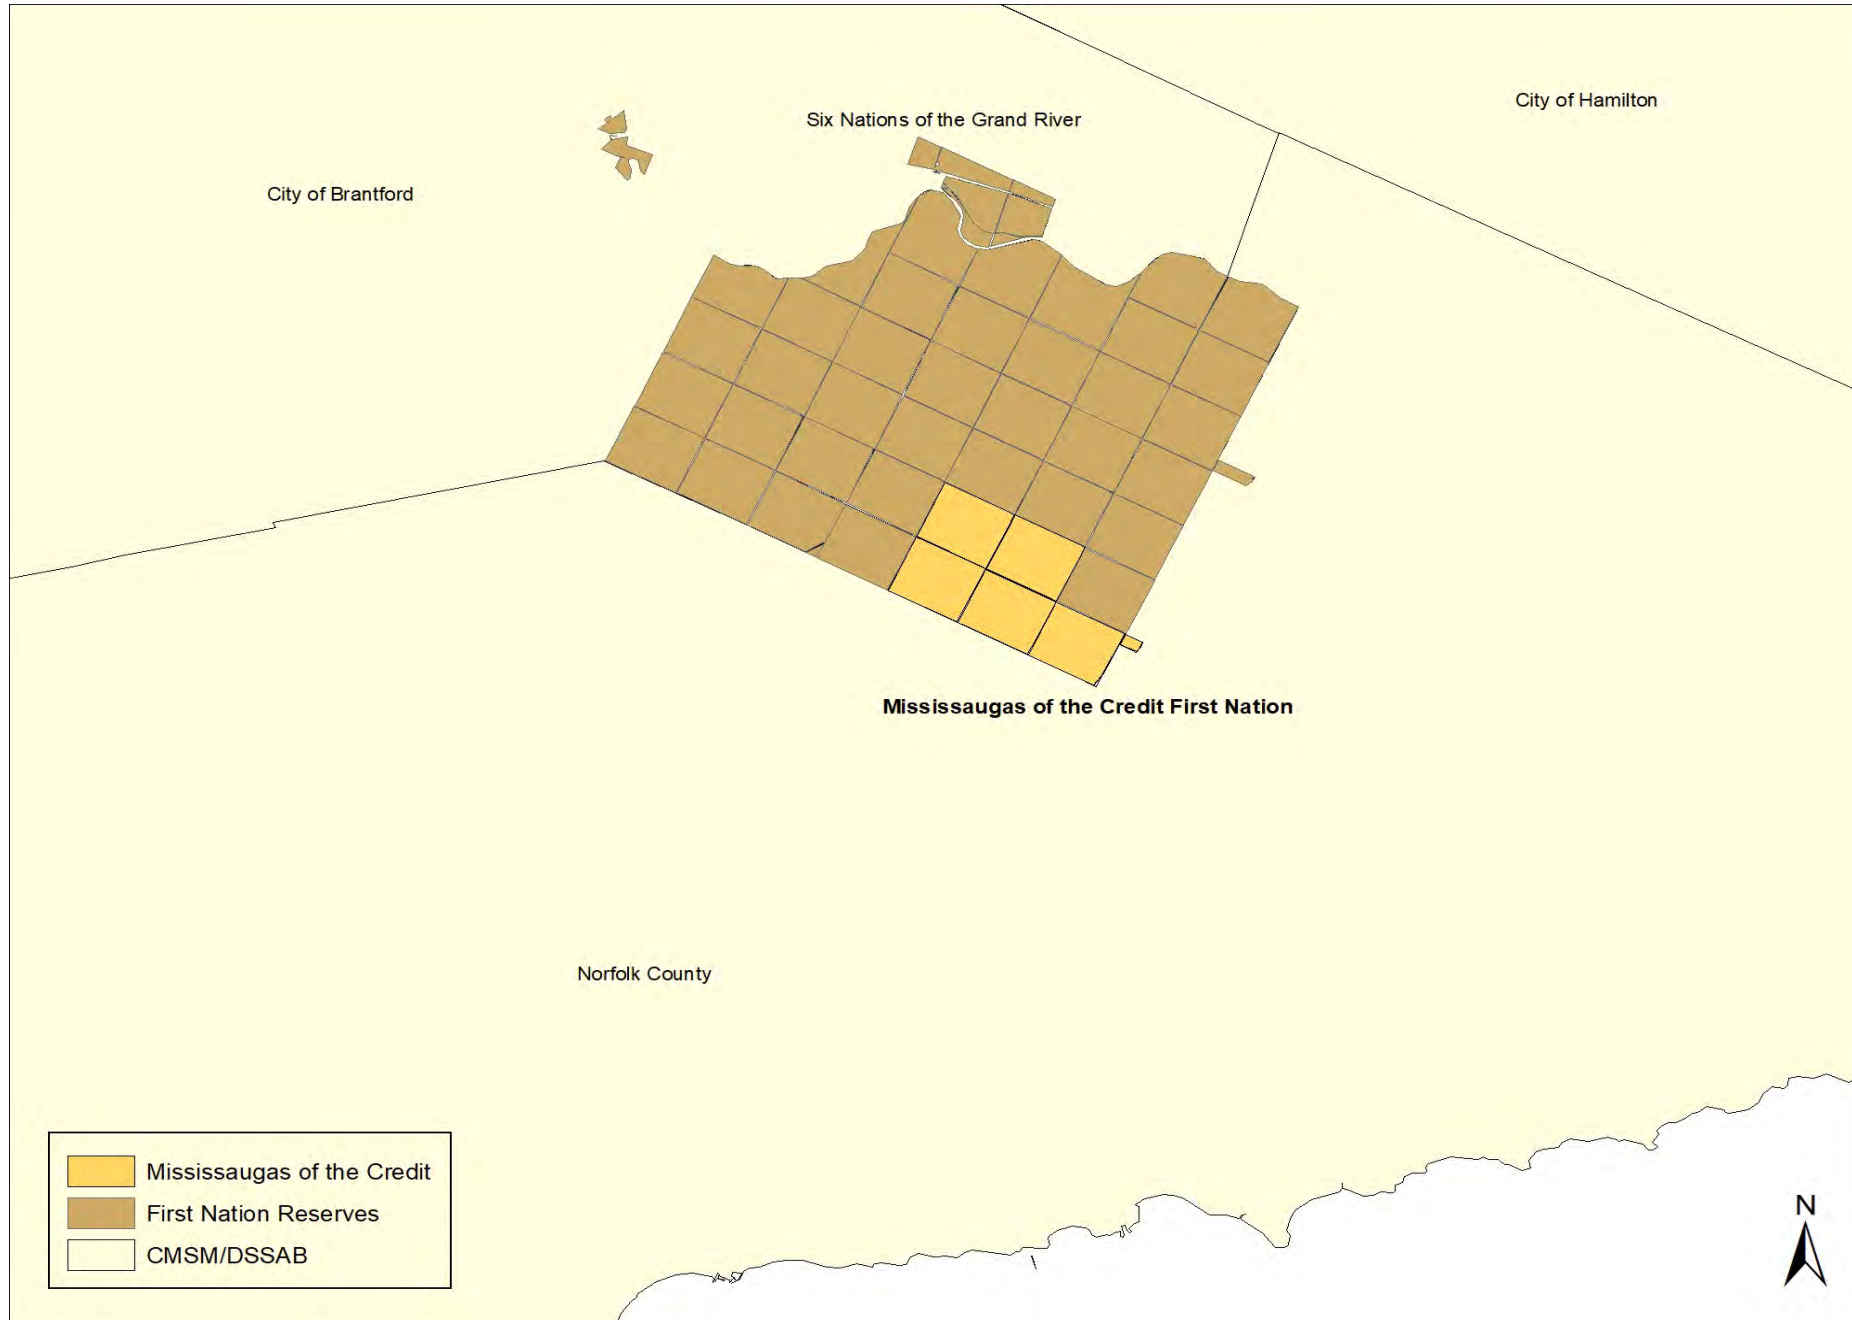 City of Hamilton
Six Nations of the Grand River
City of Brantford
Mississaugas of the Credit First Nation
Norfolk County
Mississaugas of the Credit
First Nation Reserves
CMSM/DSSAB
N